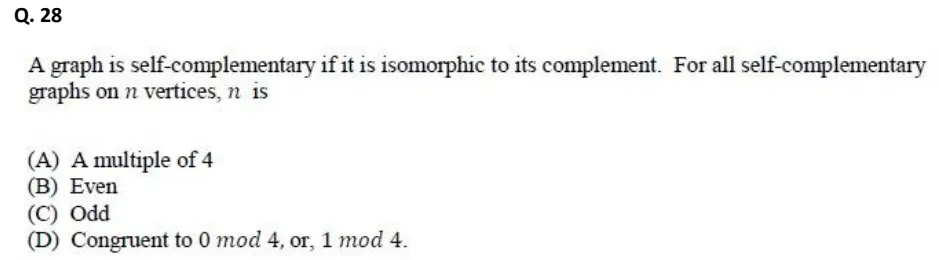 Q. 28
A graph is self-complementary if it is isomorphic to its complement. For all self-complementary
graphs on n vertices, n is
(A) A multiple of 4
(B) Even
(C) Odd
(D) Congruent to 0 mod 4, or, 1 mod 4.